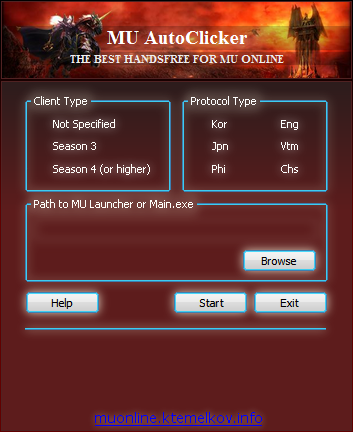 MU AutoClicker
THE BEST HANDSFREE FOR MU ONLINE
Client Type
Not Specified
Season 3
Season 4 (or higher)
Protocol Type
Kor Eng
Jpn Vtm
Phi Chs
Path to MU Launcher or Main.exe
Browse
Help Start Exit
muonline.ktemelkov.info